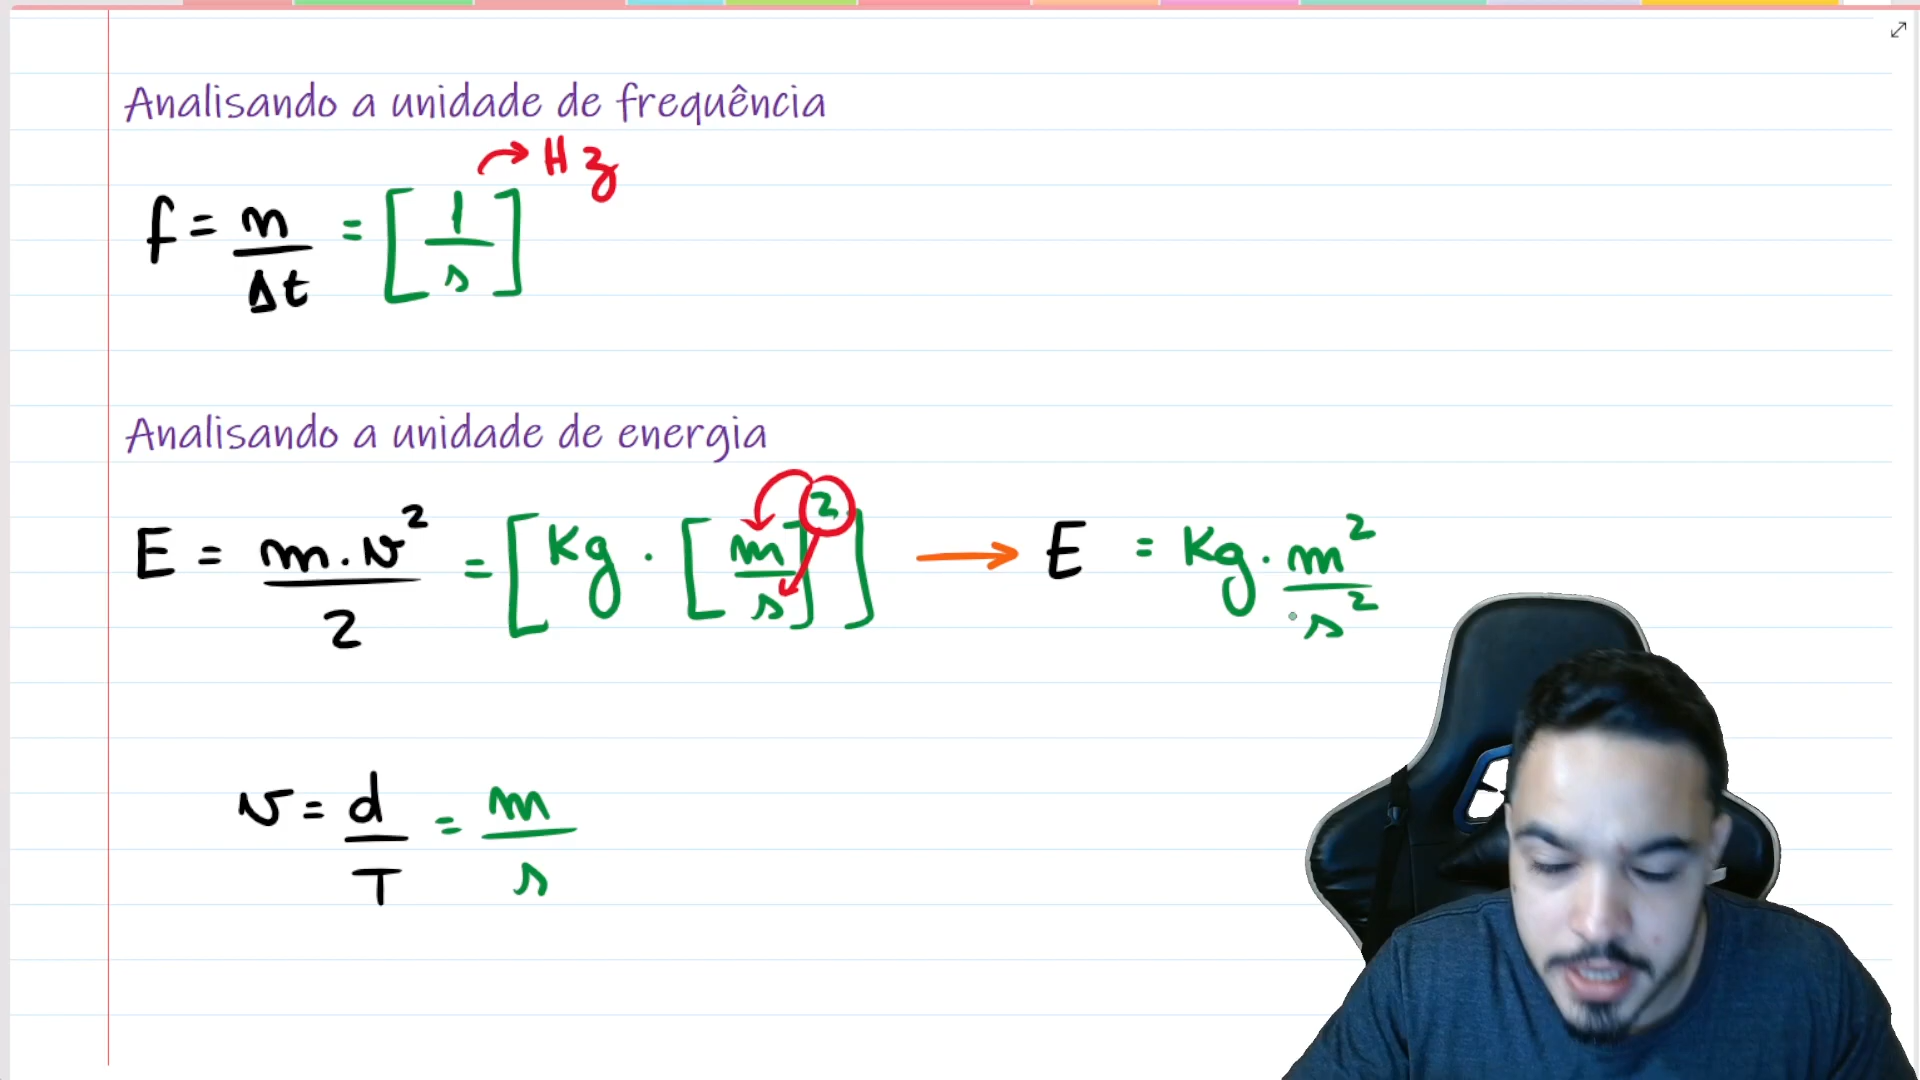 Analisando a unidade de frequência
f = n/Δt = [1/s] → Hz
Analisando a unidade de energia
E = m.v²/2 = [Kg · [m/s]²] → E = Kg · m²/s²
v = d/T = m/s